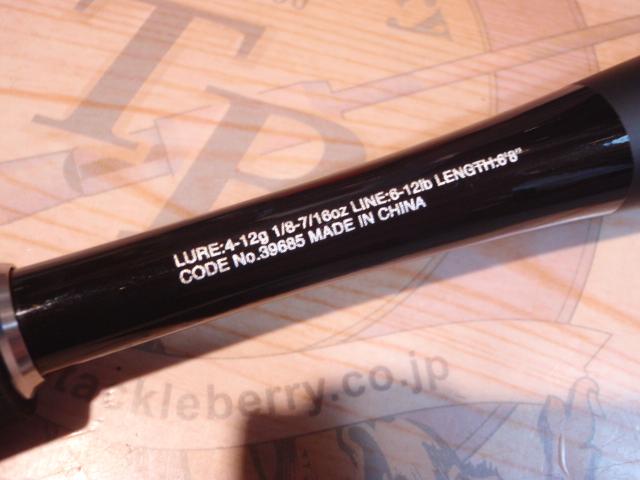 TB
LURE:4-12g 1/8-7/16oz LINE:6-12lb LENGTH:6'8"
CODE No.39685 MADE IN CHINA
tackleberry.co.jp